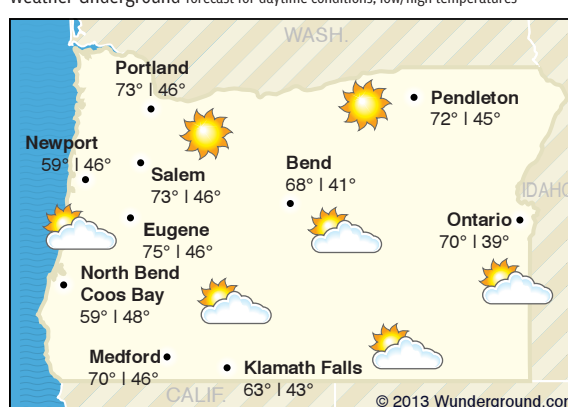 weather underground forecast for daytime conditions, low/high temperatures
WASH.
Portland
73° | 46°
Pendleton
72° | 45°
Newport
59° | 46°
Salem
73° | 46°
Bend
68° | 41°
IDAHO
Eugene
75° | 46°
Ontario
70° | 39°
North Bend
Coos Bay
59° | 48°
Medford
70° | 46°
Klamath Falls
63° | 43°
CALIF.
© 2013 Wunderground.com